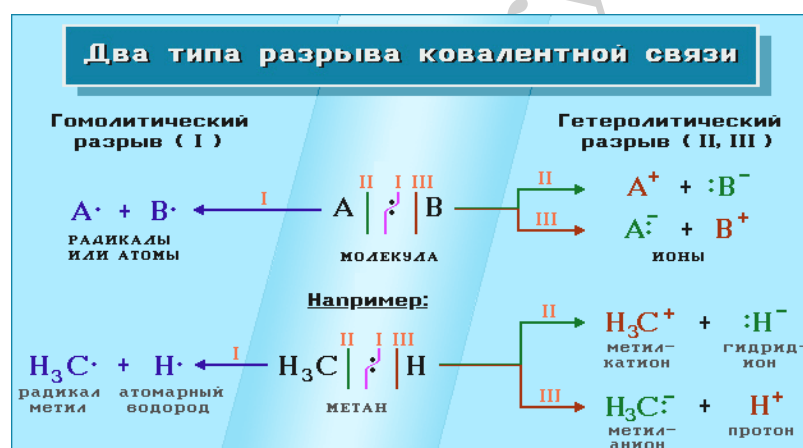 Два типа разрыва ковалентной связи
Гомолитический
разрыв ( I )
Гетеролитический
разрыв ( II, III )
A· + B·
I
РАДИКАЛЫ
ИЛИ АТОМЫ
II I III
A : B
МОЛЕКУЛА
II
A⁺ + :B⁻
III
A:⁻ + B⁺
ИОНЫ
Например:
H₃C· + H·
I
радикал
метил
атомарный
водород
II I III
H₃C : H
МЕТАН
II
H₃C⁺ + :H⁻
метил-
катион
гидрид-
ион
III
H₃C:⁻ + H⁺
метил-
анион
протон